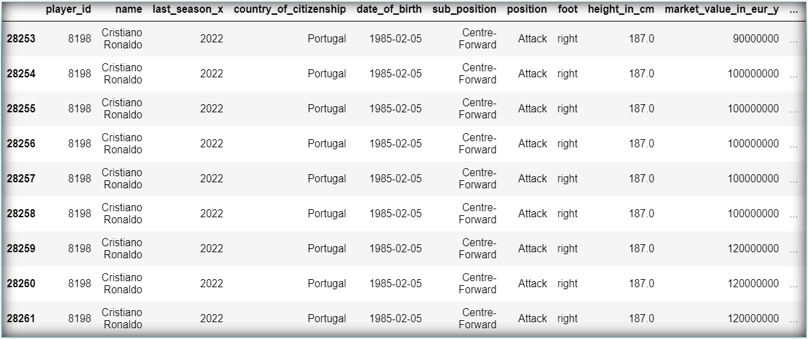 player_id name last_season_x country_of_citizenship date_of_birth sub_position position foot height_in_cm market_value_in_eur_y ...
28253 8198 Cristiano Ronaldo 2022 Portugal 1985-02-05 Centre-Forward Attack right 187.0 90000000 ...
28254 8198 Cristiano Ronaldo 2022 Portugal 1985-02-05 Centre-Forward Attack right 187.0 100000000 ...
28255 8198 Cristiano Ronaldo 2022 Portugal 1985-02-05 Centre-Forward Attack right 187.0 100000000 ...
28256 8198 Cristiano Ronaldo 2022 Portugal 1985-02-05 Centre-Forward Attack right 187.0 100000000 ...
28257 8198 Cristiano Ronaldo 2022 Portugal 1985-02-05 Centre-Forward Attack right 187.0 100000000 ...
28258 8198 Cristiano Ronaldo 2022 Portugal 1985-02-05 Centre-Forward Attack right 187.0 100000000 ...
28259 8198 Cristiano Ronaldo 2022 Portugal 1985-02-05 Centre-Forward Attack right 187.0 120000000 ...
28260 8198 Cristiano Ronaldo 2022 Portugal 1985-02-05 Centre-Forward Attack right 187.0 120000000 ...
28261 8198 Cristiano Ronaldo 2022 Portugal 1985-02-05 Centre-Forward Attack right 187.0 120000000 ...